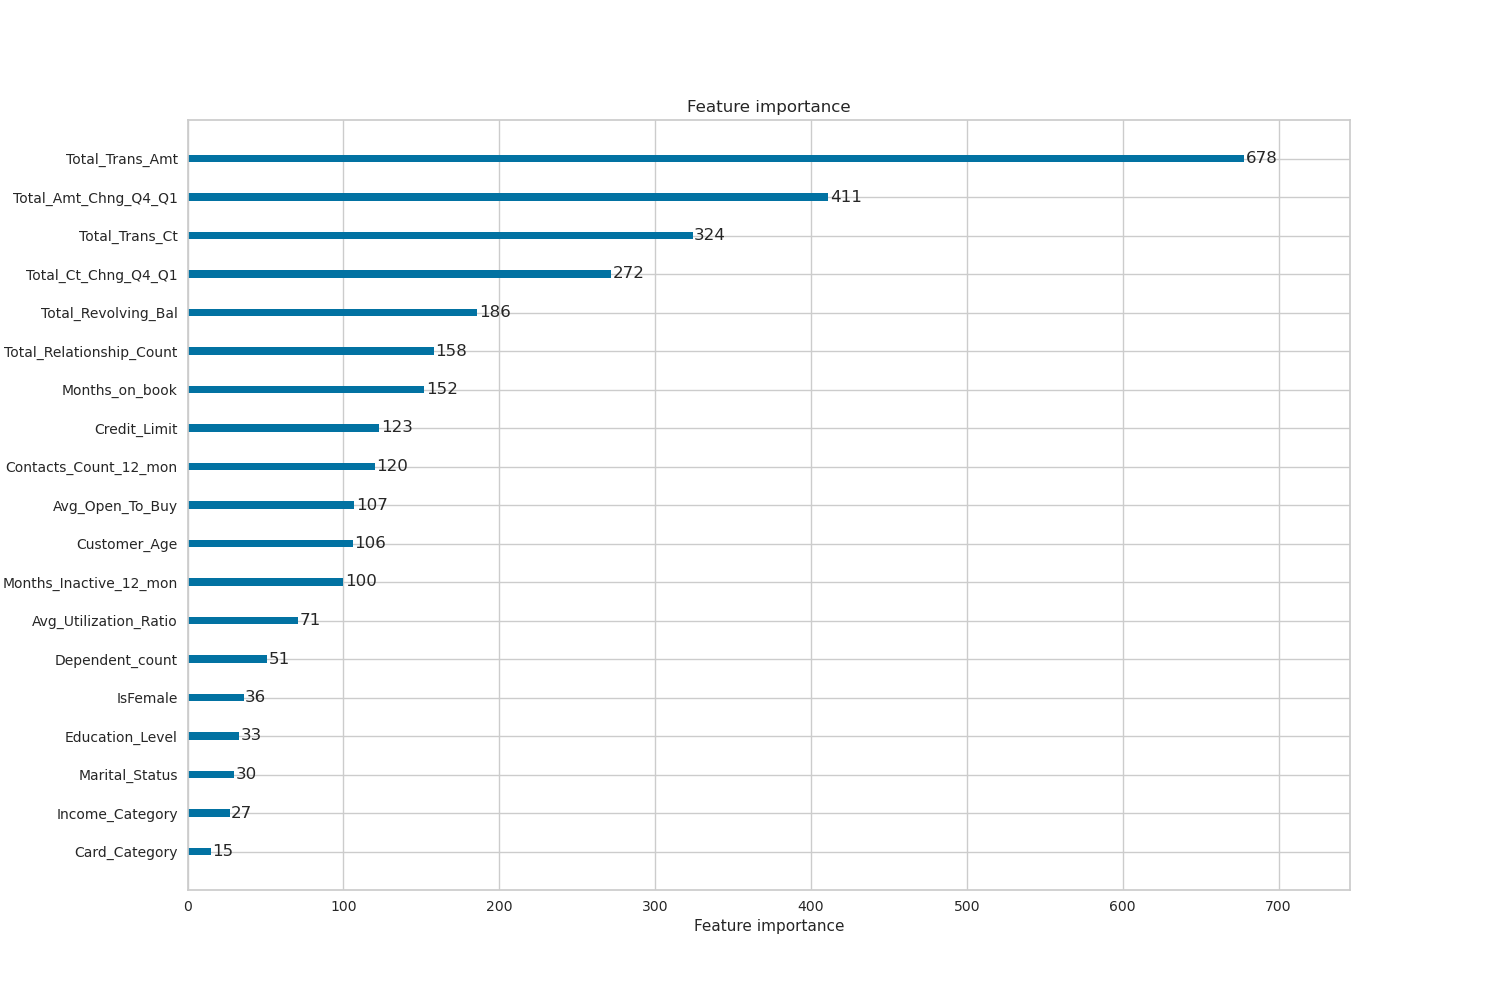 Feature importance
Total_Trans_Amt 678
Total_Amt_Chng_Q4_Q1 411
Total_Trans_Ct 324
Total_Ct_Chng_Q4_Q1 272
Total_Revolving_Bal 186
Total_Relationship_Count 158
Months_on_book 152
Credit_Limit 123
Contacts_Count_12_mon 120
Avg_Open_To_Buy 107
Customer_Age 106
Months_Inactive_12_mon 100
Avg_Utilization_Ratio 71
Dependent_count 51
IsFemale 36
Education_Level 33
Marital_Status 30
Income_Category 27
Card_Category 15
0 100 200 300 400 500 600 700
Feature importance